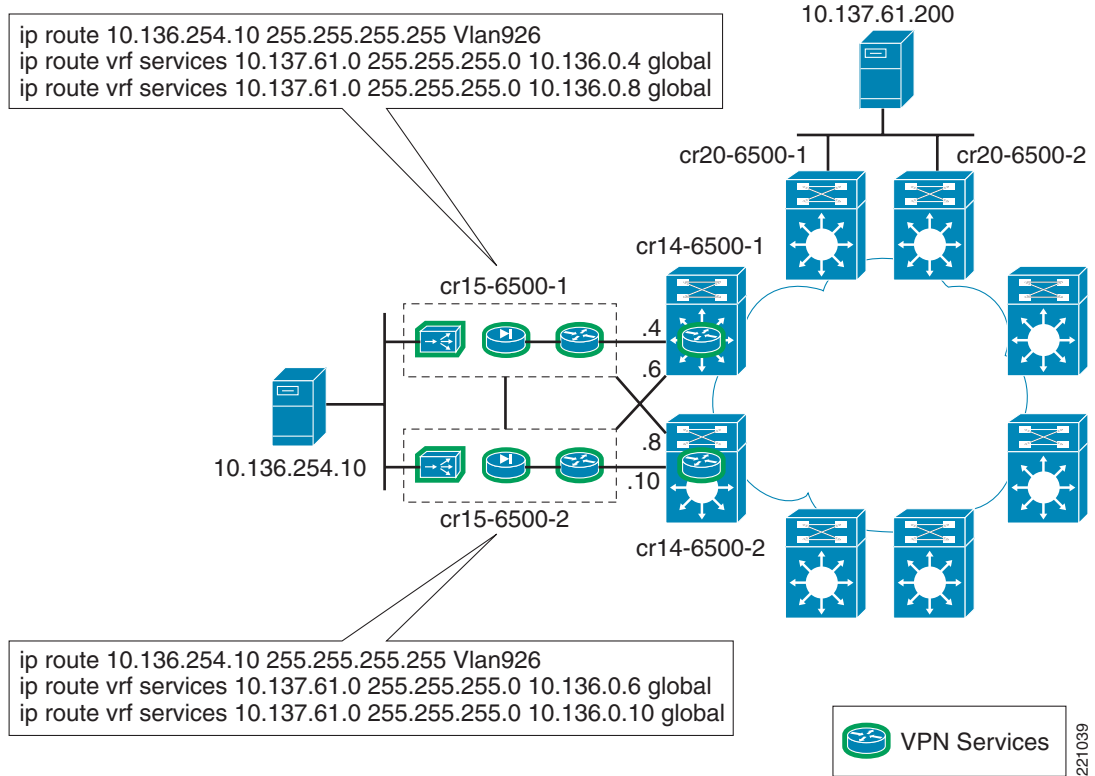 10.137.61.200
ip route 10.136.254.10 255.255.255.255 Vlan926
ip route vrf services 10.137.61.0 255.255.255.0 10.136.0.4 global
ip route vrf services 10.137.61.0 255.255.255.0 10.136.0.8 global
cr20-6500-1
cr20-6500-2
cr14-6500-1
cr15-6500-1
.4
.6
.8
.10
10.136.254.10
cr15-6500-2
cr14-6500-2
ip route 10.136.254.10 255.255.255.255 Vlan926
ip route vrf services 10.137.61.0 255.255.255.0 10.136.0.6 global
ip route vrf services 10.137.61.0 255.255.255.0 10.136.0.10 global
VPN Services
221039